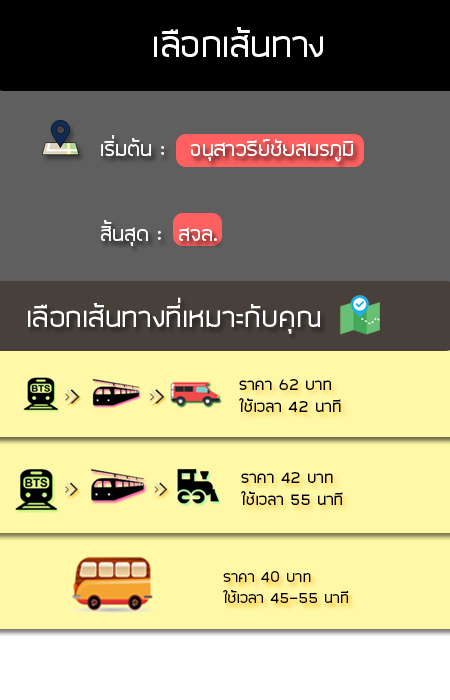 เลือกเส้นทาง
เริ่มต้น : อนุสาวรีย์ชัยสมรภูมิ
สิ้นสุด : สจล.
เลือกเส้นทางที่เหมาะกับคุณ
BTS
ราคา 62 บาท
ใช้เวลา 42 นาที
BTS
ราคา 42 บาท
ใช้เวลา 55 นาที
ราคา 40 บาท
ใช้เวลา 45-55 นาที